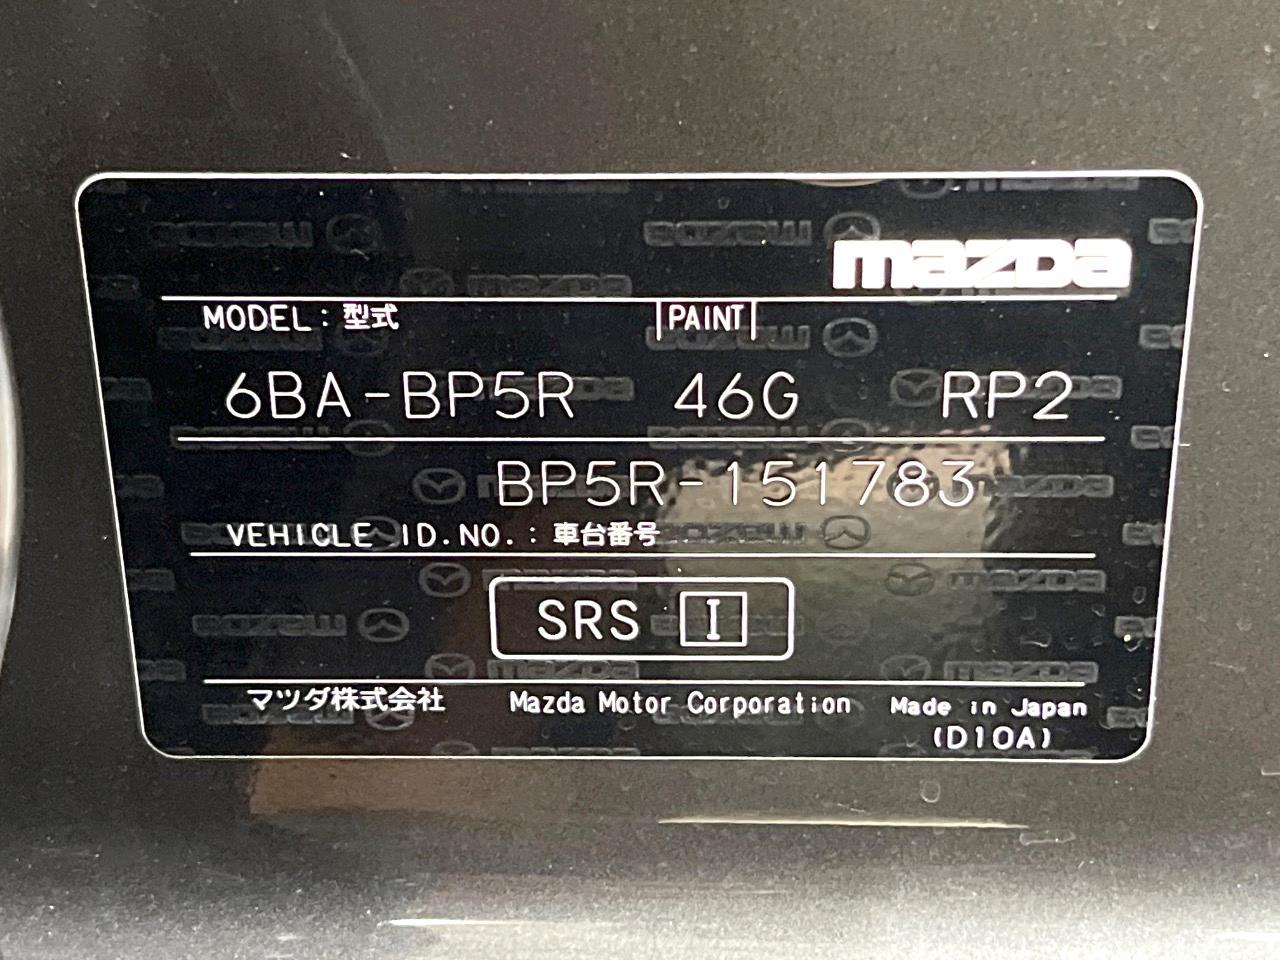 mazda
MODEL : 型式 PAINT
6BA-BP5R 46G RP2
BP5R-151783
VEHICLE ID.NO. : 車台番号
SRS I
マツダ株式会社 Mazda Motor Corporation Made in Japan
(D10A)